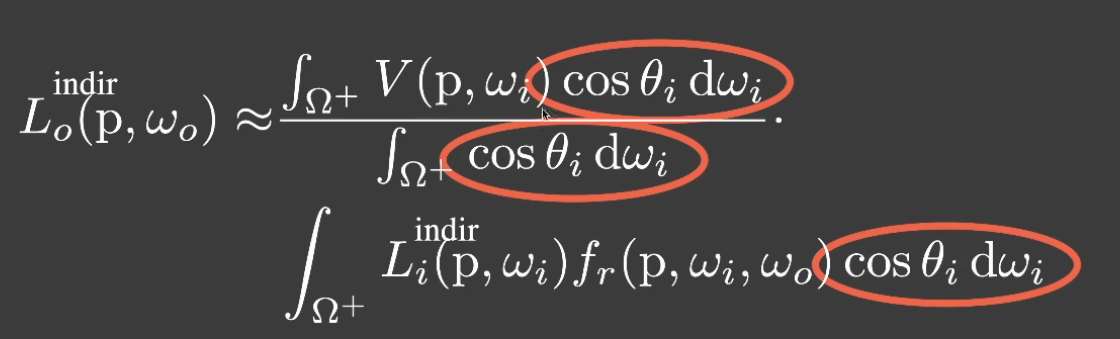 L_o^{indir}(p, ω_o) ≈ \frac{∫_{Ω^+} V(p, ω_i) cos θ_i dω_i}{∫_{Ω^+} cos θ_i dω_i} ·
∫_{Ω^+} L_i^{indir}(p, ω_i) f_r(p, ω_i, ω_o) cos θ_i dω_i